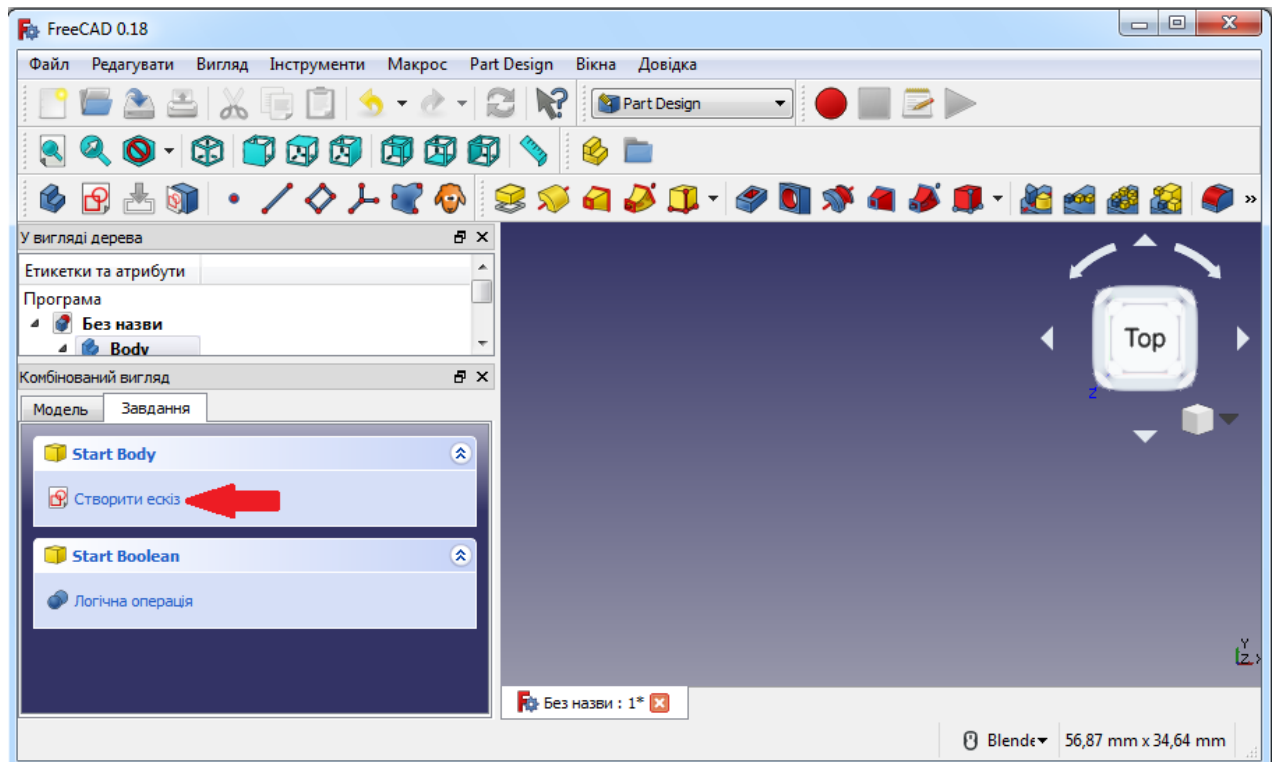 FreeCAD 0.18
Файл Редагувати Вигляд Інструменти Макрос Part Design Вікна Довідка
Part Design
У вигляді дерева
Етикетки та атрибути
Програма
Без назви
Body
Комбінований вигляд
Модель Завдання
Start Body
Створити ескіз
Start Boolean
Логічна операція
Top
Z
Y
Z X
Без назви : 1*
Blende 56,87 mm x 34,64 mm